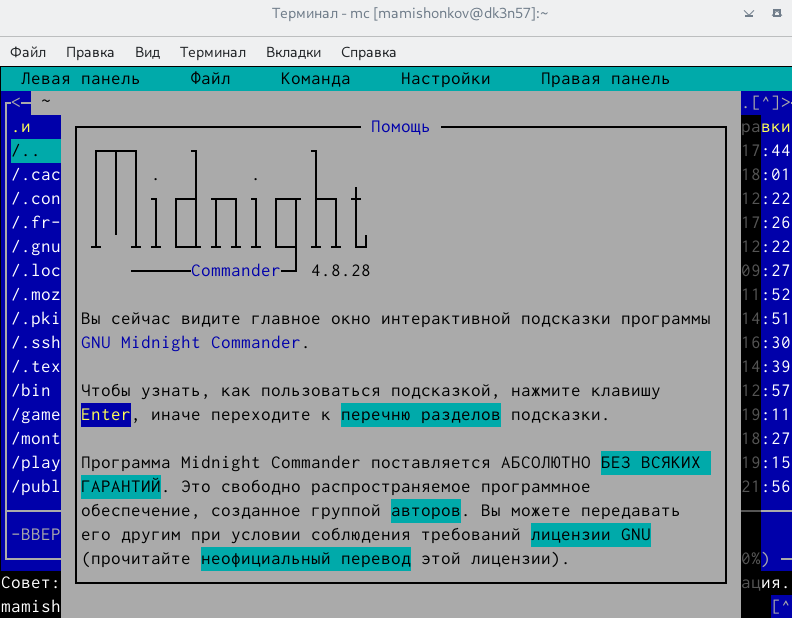 Терминал - mc [mamishonkov@dk3n57]:~
Файл Правка Вид Терминал Вкладки Справка
Левая панель Файл Команда Настройки Правая панель
<─ ~ .[^]>
.и Помощь равки
/.. 17:44
/.cac 18:01
/.con Midnight 12:22
/.fr- 17:26
/.gnu 12:22
/.loc Commander 4.8.28 09:27
/.moz 11:52
/.pki Вы сейчас видите главное окно интерактивной подсказки программы 14:51
/.ssh GNU Midnight Commander. 16:30
/.tex 14:39
/bin Чтобы узнать, как пользоваться подсказкой, нажмите клавишу 12:57
/game Enter, иначе переходите к перечню разделов подсказки. 19:11
/mont 18:27
/play Программа Midnight Commander поставляется АБСОЛЮТНО БЕЗ ВСЯКИХ 19:15
/publ ГАРАНТИЙ. Это свободно распространяемое программное 21:56
обеспечение, созданное группой авторов. Вы можете передавать
-ВВЕР его другим при условии соблюдения требований лицензии GNU
(прочитайте неофициальный перевод этой лицензии). 0%)
Совет: ация.
mamish [^